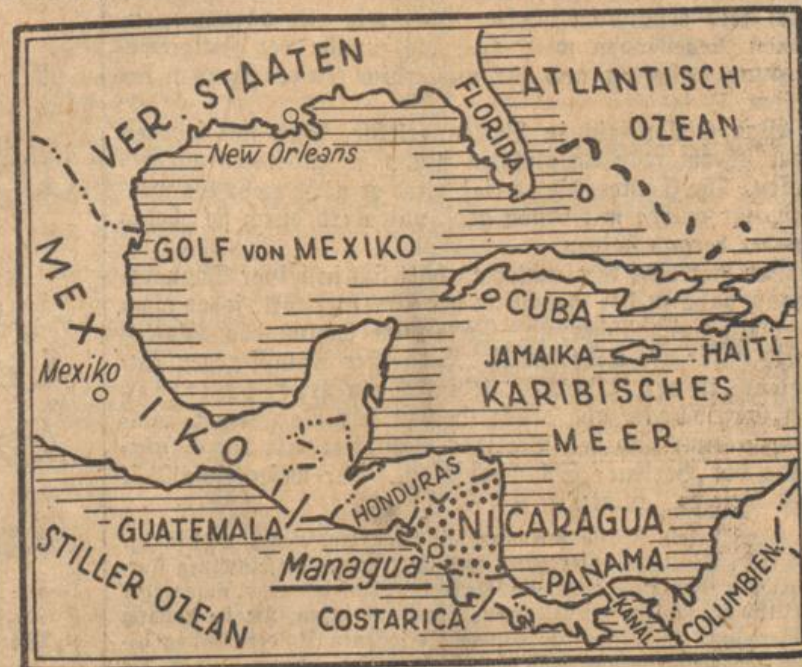 VER. STAATEN
FLORIDA
ATLANTISCH
OZEAN
New Orleans
GOLF VON MEXIKO
MEXIKO
Mexiko
CUBA
JAMAIKA
HAÏTI
KARIBISCHES
MEER
HONDURAS
GUATEMALA
NICARAGUA
STILLER OZEAN
Managua
PANAMA
KANAL
COLUMBIEN.
COSTARICA